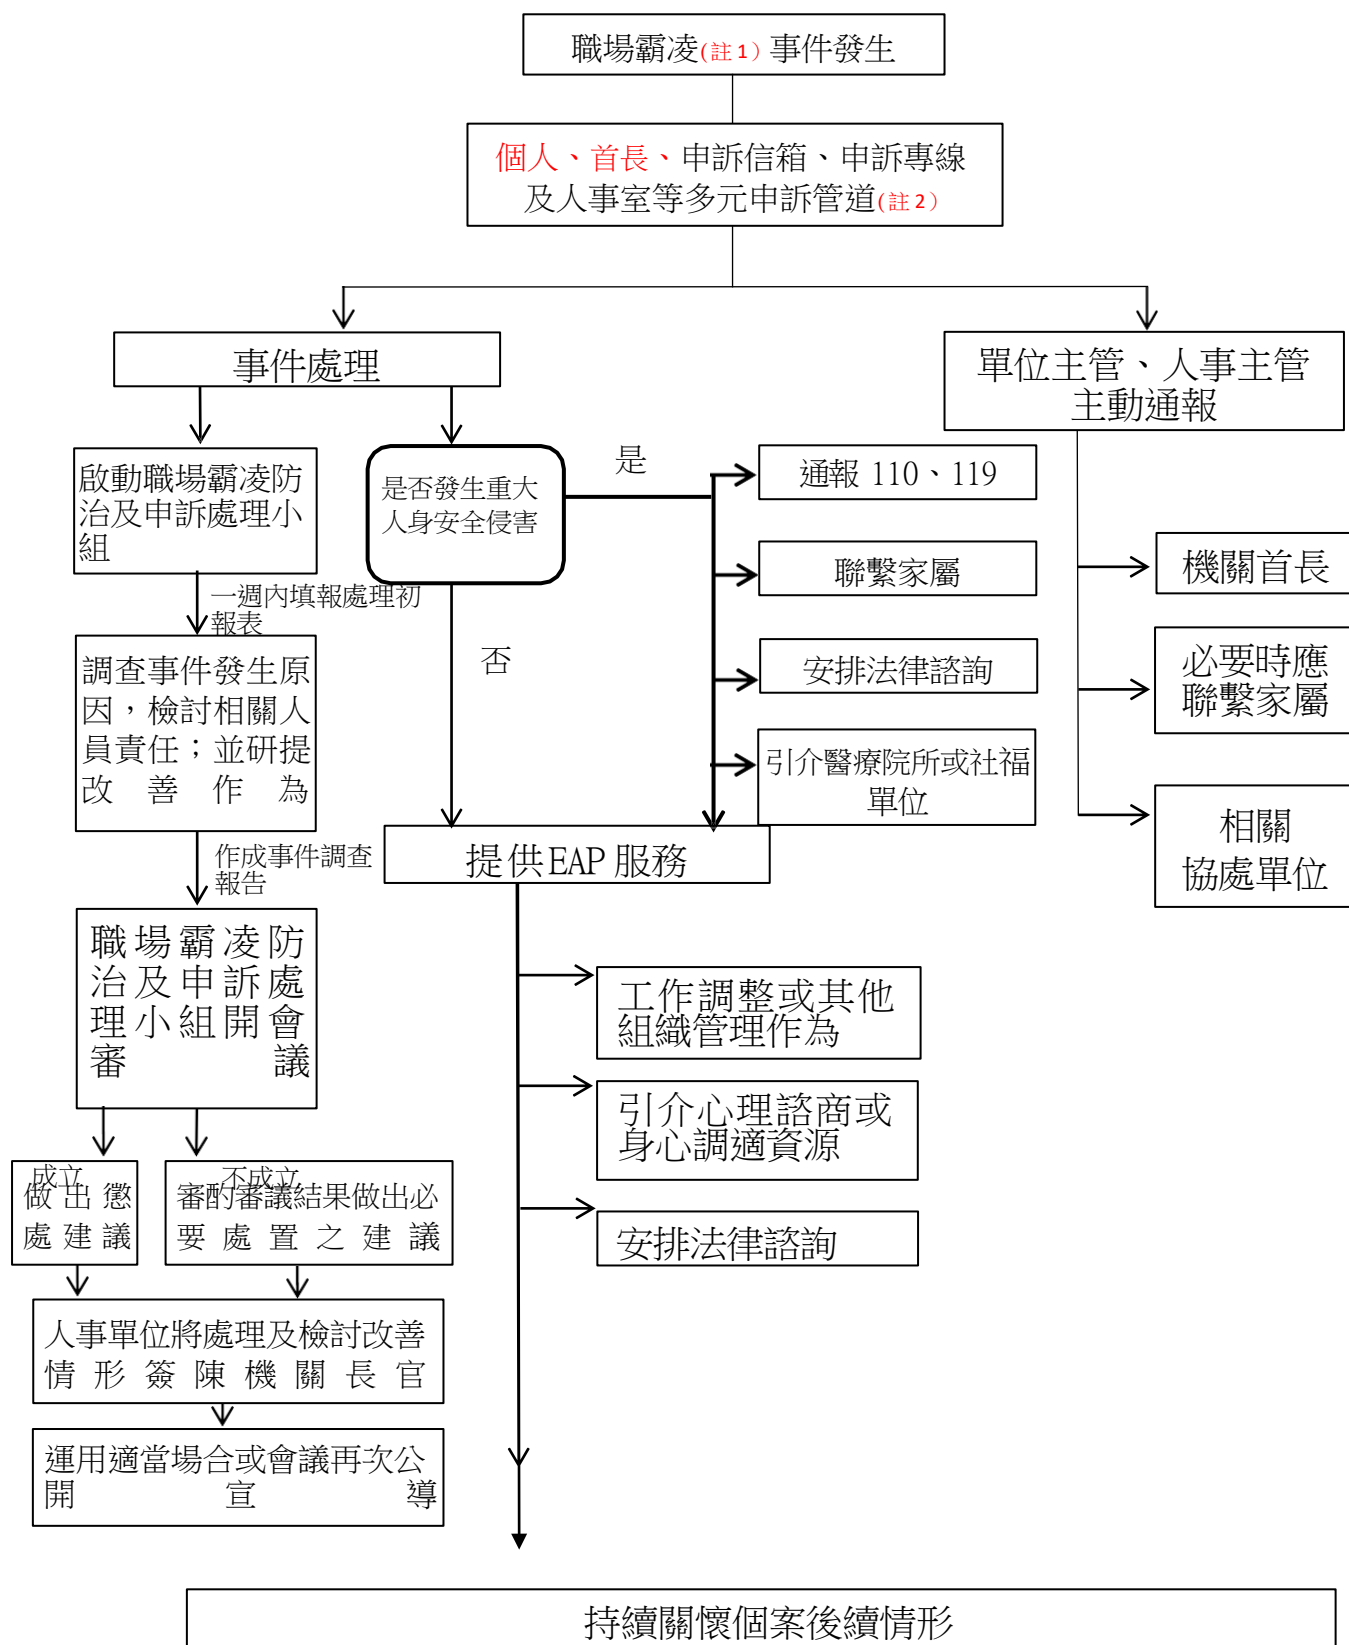 職場霸凌(註1）事件發生
個人、首長、申訴信箱、申訴專線
及人事室等多元申訴管道(註2）
事件處理
單位主管、人事主管
主動通報
啟動職場霸凌防
治及申訴處理小
組
是否發生重大
人身安全侵害
是
否
通報 110、119
聯繫家屬
安排法律諮詢
引介醫療院所或社福
單位
機關首長
必要時應
聯繫家屬
相關
協處單位
一週內填報處理初
報表
調查事件發生原
因，檢討相關人
員責任；並研提
改善作為
作成事件調查
報告
提供EAP 服務
職場霸凌防
治及申訴處
理小組開會
審議
工作調整或其他
組織管理作為
引介心理諮商或
身心調適資源
安排法律諮詢
成立
做出懲
處建議
不成立
審酌審議結果做出必
要處置之建議
人事單位將處理及檢討改善
情形簽陳機關長官
運用適當場合或會議再次公
開宣導
持續關懷個案後續情形